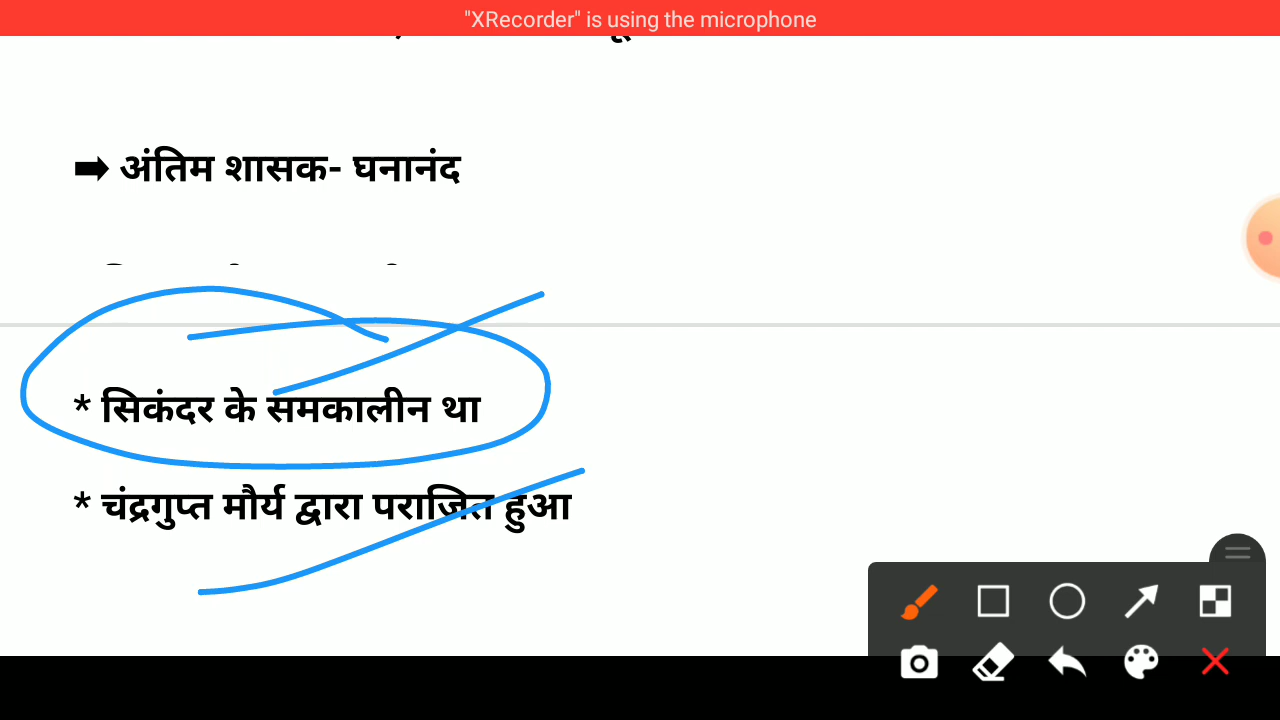 "XRecorder" is using the microphone
➡ अंतिम शासक- घनानंद
* सिकंदर के समकालीन था
* चंद्रगुप्त मौर्य द्वारा पराजित हुआ